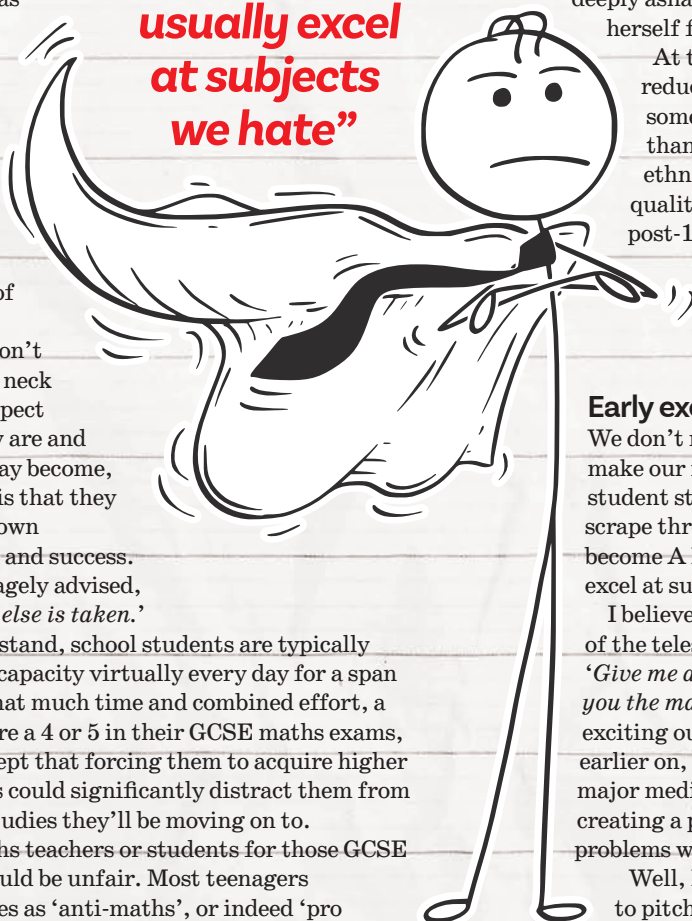 as
usually excel
at subjects
we hate”
of
on’t
neck
pect
y are and
ay become,
is that they
own
and success.
agely advised,
else is taken.’
stand, school students are typically
capacity virtually every day for a span
hat much time and combined effort, a
re a 4 or 5 in their GCSE maths exams,
ept that forcing them to acquire higher
s could significantly distract them from
udies they’ll be moving on to.
hs teachers or students for those GCSE
uld be unfair. Most teenagers
es as ‘anti-maths’, or indeed ‘pro
deeply asha
herself f
At t
reduc
some
than
ethn
qualit
post-1
Early exc
We don’t r
make our
student st
scrape thr
become A
excel at su
I believe
of the teles
‘Give me a
you the ma
exciting ou
earlier on,
major medi
creating a p
problems w
Well,
to pitch